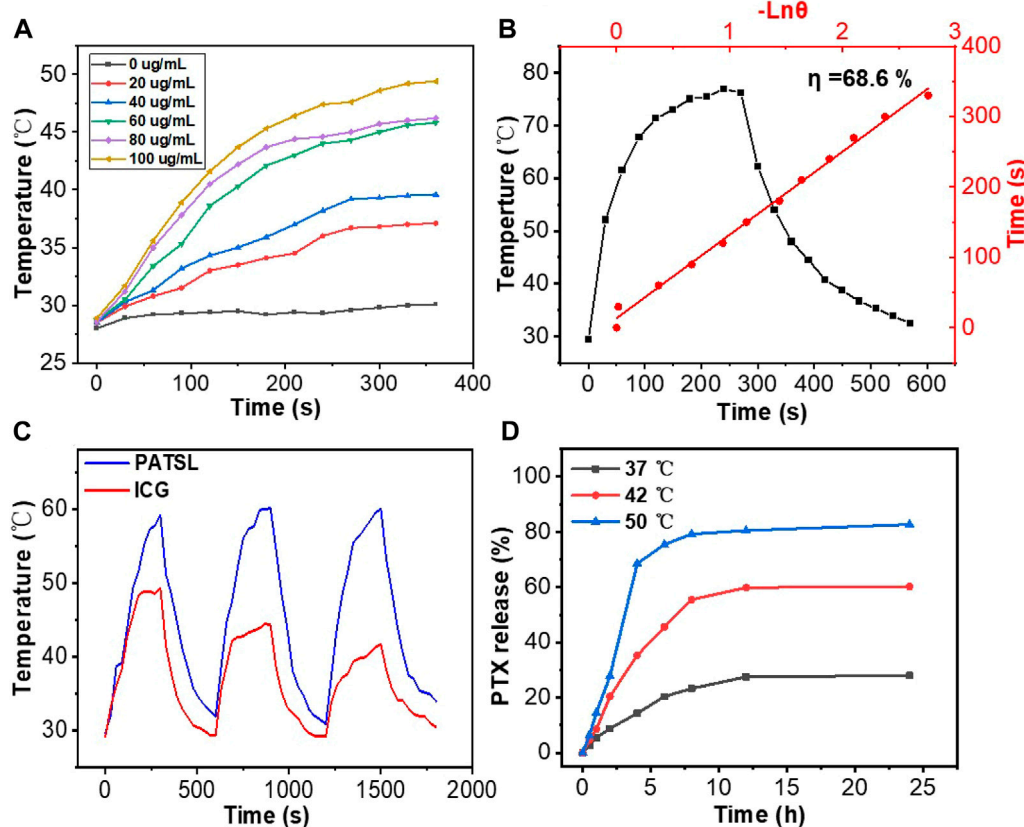 A
Temperature (℃)
50
45
40
35
30
25
0 ug/mL
20 ug/mL
40 ug/mL
60 ug/mL
80 ug/mL
100 ug/mL
0 100 200 300 400
Time (s)
B
-Lnθ
0 1 2 3
Temperture (℃)
80
70
60
50
40
30
η =68.6 %
400
300
200
100
0
Time (s)
0 100 200 300 400 500 600
Time (s)
C
Temperature (℃)
60
50
40
30
PATSL
ICG
0 500 1000 1500 2000
Time (s)
D
PTX release (%)
100
80
60
40
20
0
37 ℃
42 ℃
50 ℃
0 5 10 15 20 25
Time (h)